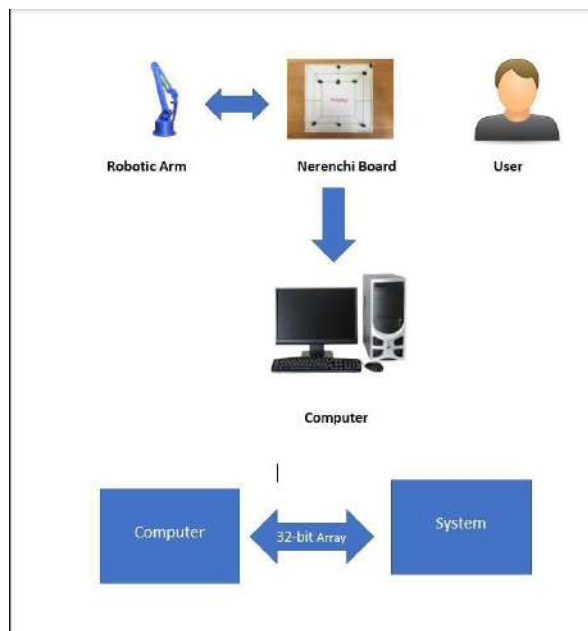 Robotic Arm
Nerenchi Board
User
Computer
Computer
32-bit Array
System